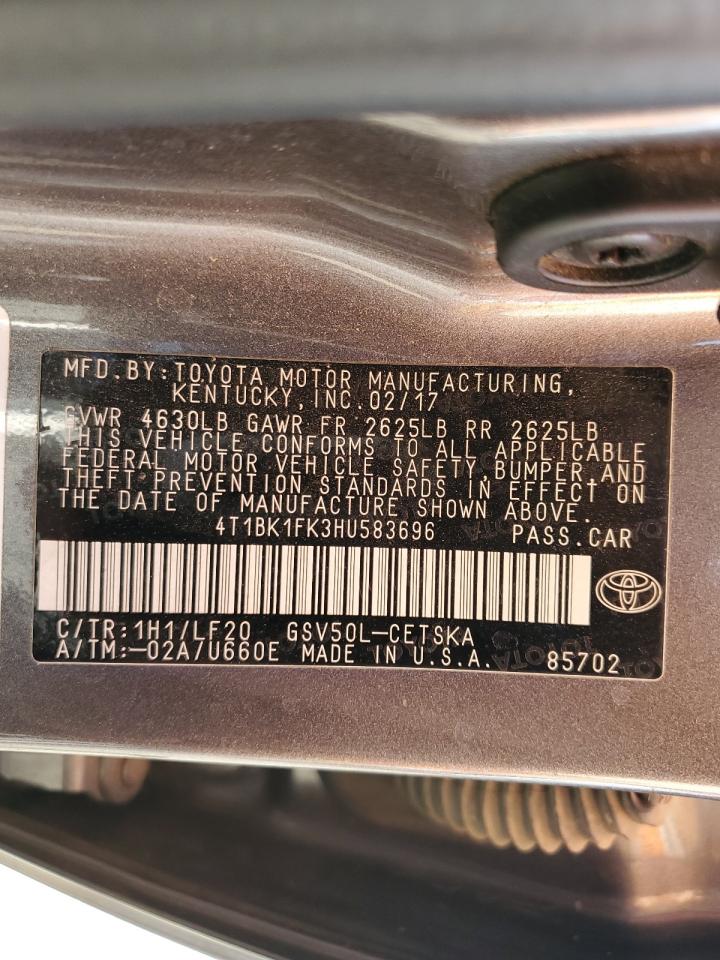 MFD.BY:TOYOTA MOTOR MANUFACTURING,
KENTUCKY,INC.02/17
GVWR 4630LB GAWR FR 2625LB RR 2625LB
THIS VEHICLE CONFORMS TO ALL APPLICABLE
FEDERAL MOTOR VEHICLE SAFETY,BUMPER,AND
THEFT PREVENTION STANDARDS IN EFFECT ON
THE DATE OF MANUFACTURE SHOWN ABOVE.
4T1BK1FK3HU583696 PASS.CAR
C/TR:1H1/LF20 GSV50L-CETSKA
A/TM:-02A/U660E MADE IN U.S.A. 85702